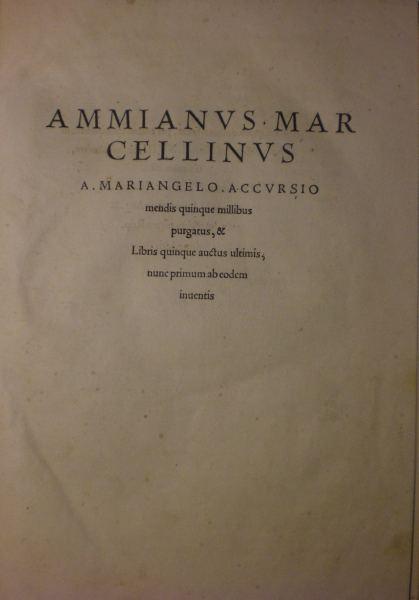 AMMIANVS·MAR
CELLINVS
A. MARIANGELO. ACCVRSIO
mendis quinque millibus
purgatus, &
Libris quinque auctus ultimis,
nunc primum ab eodem
inuentis